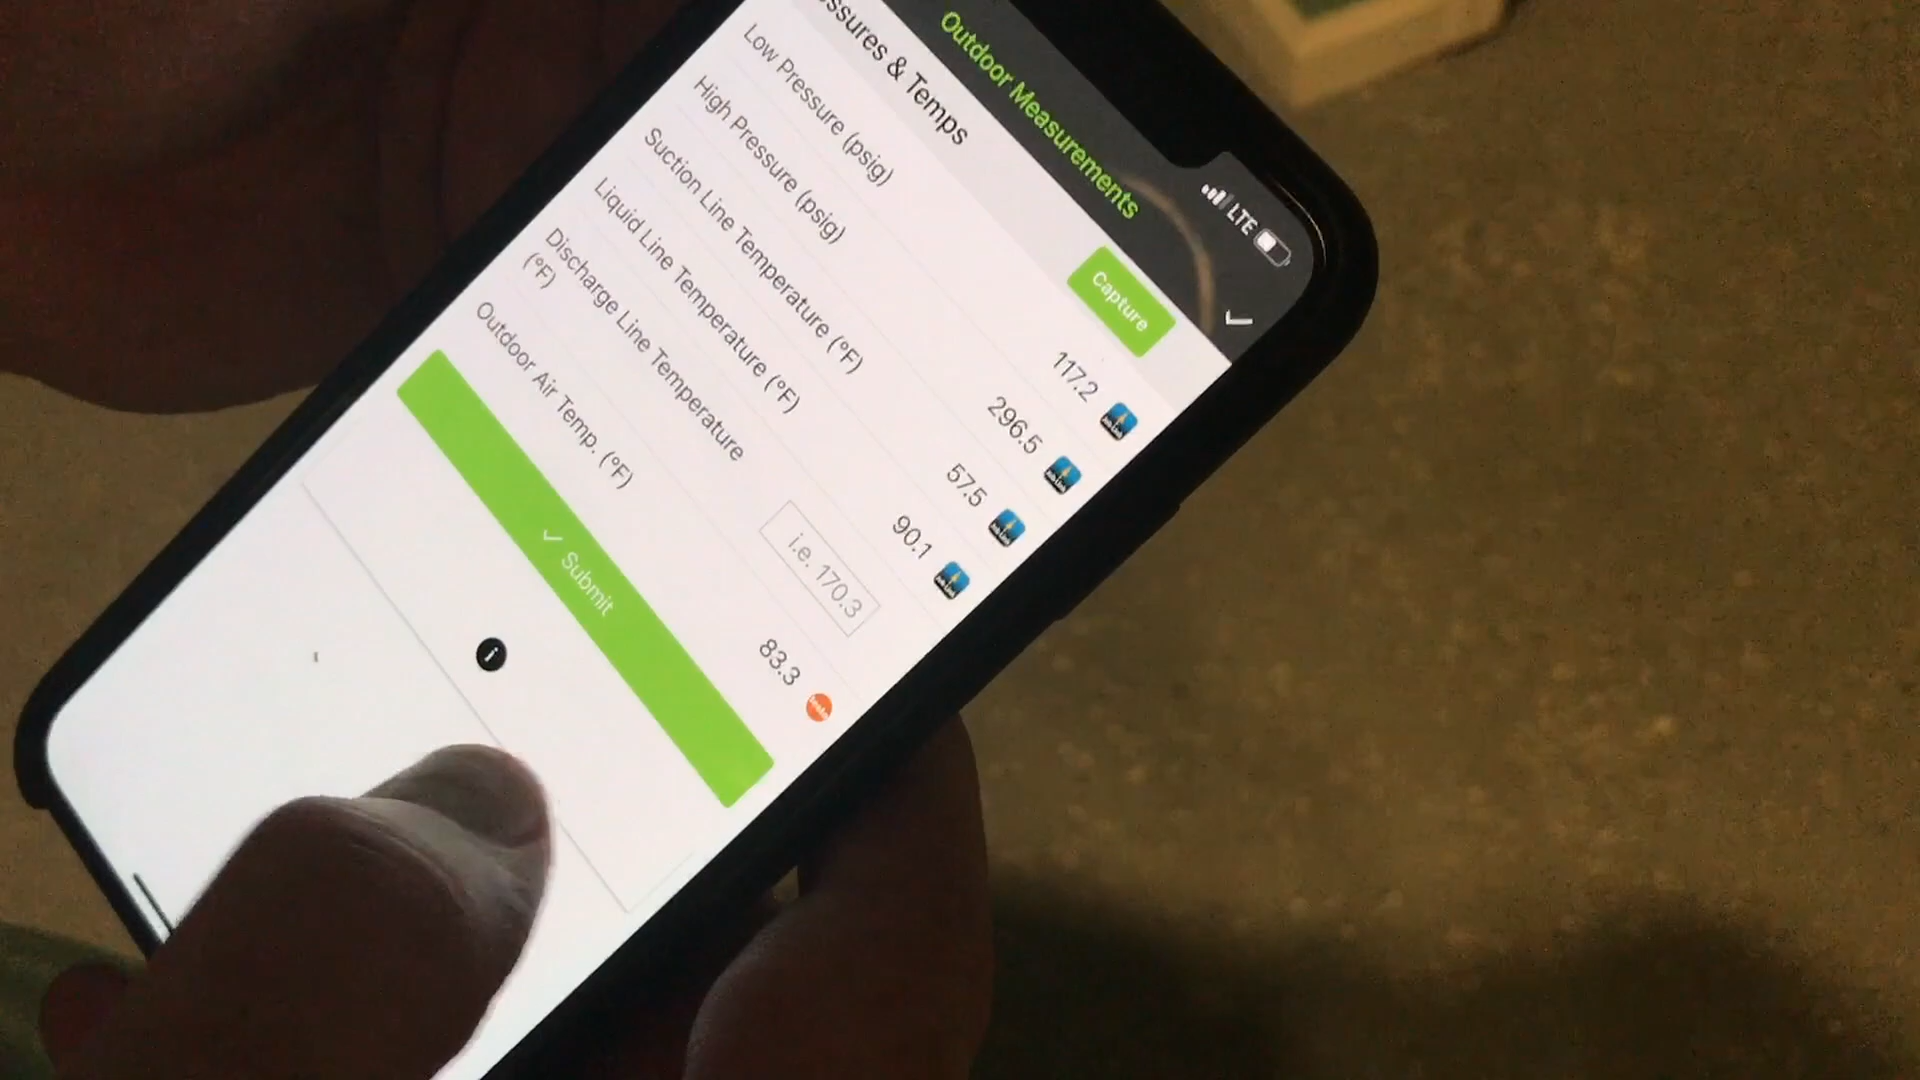 LTE
Outdoor Measurements
ssures & Temps
Capture
Low Pressure (psig) 117.2
High Pressure (psig) 296.5
Suction Line Temperature (°F) 57.5
Liquid Line Temperature (°F) 90.1
Discharge Line Temperature
(°F)
i.e. 170.3
Outdoor Air Temp. (°F) 83.3
Submit
i